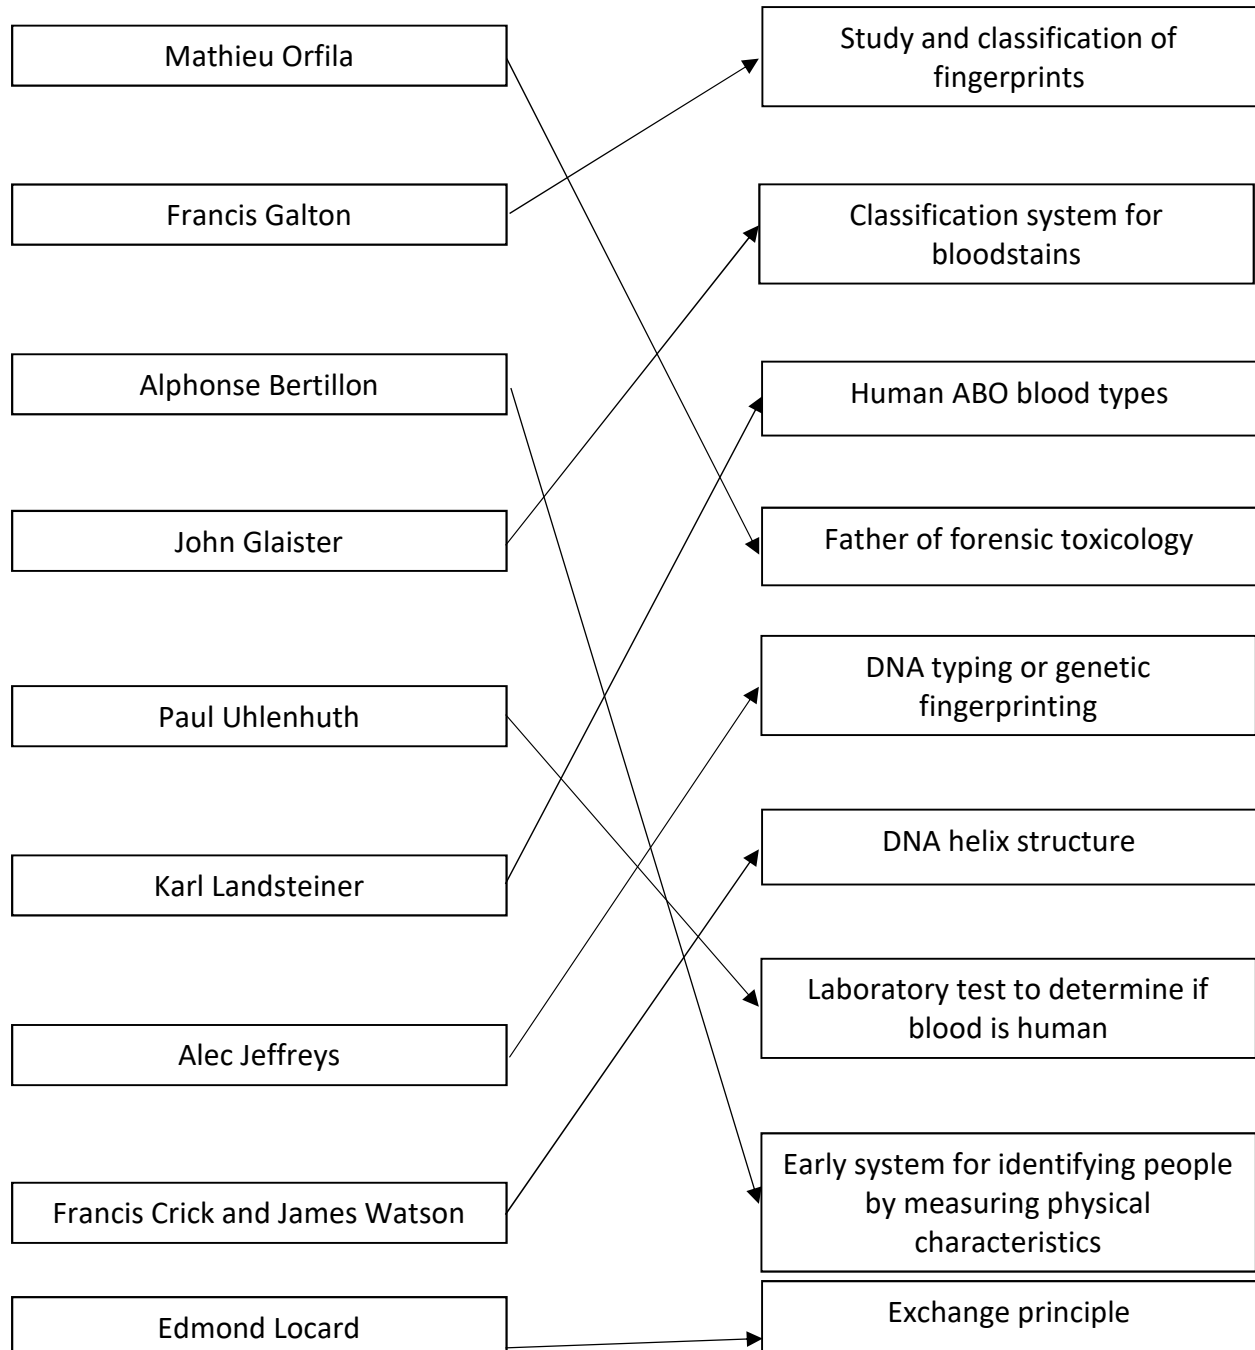 Mathieu Orfila
Francis Galton
Alphonse Bertillon
John Glaister
Paul Uhlenhuth
Karl Landsteiner
Alec Jeffreys
Francis Crick and James Watson
Edmond Locard
Study and classification of
fingerprints
Classification system for
bloodstains
Human ABO blood types
Father of forensic toxicology
DNA typing or genetic
fingerprinting
DNA helix structure
Laboratory test to determine if
blood is human
Early system for identifying people
by measuring physical
characteristics
Exchange principle